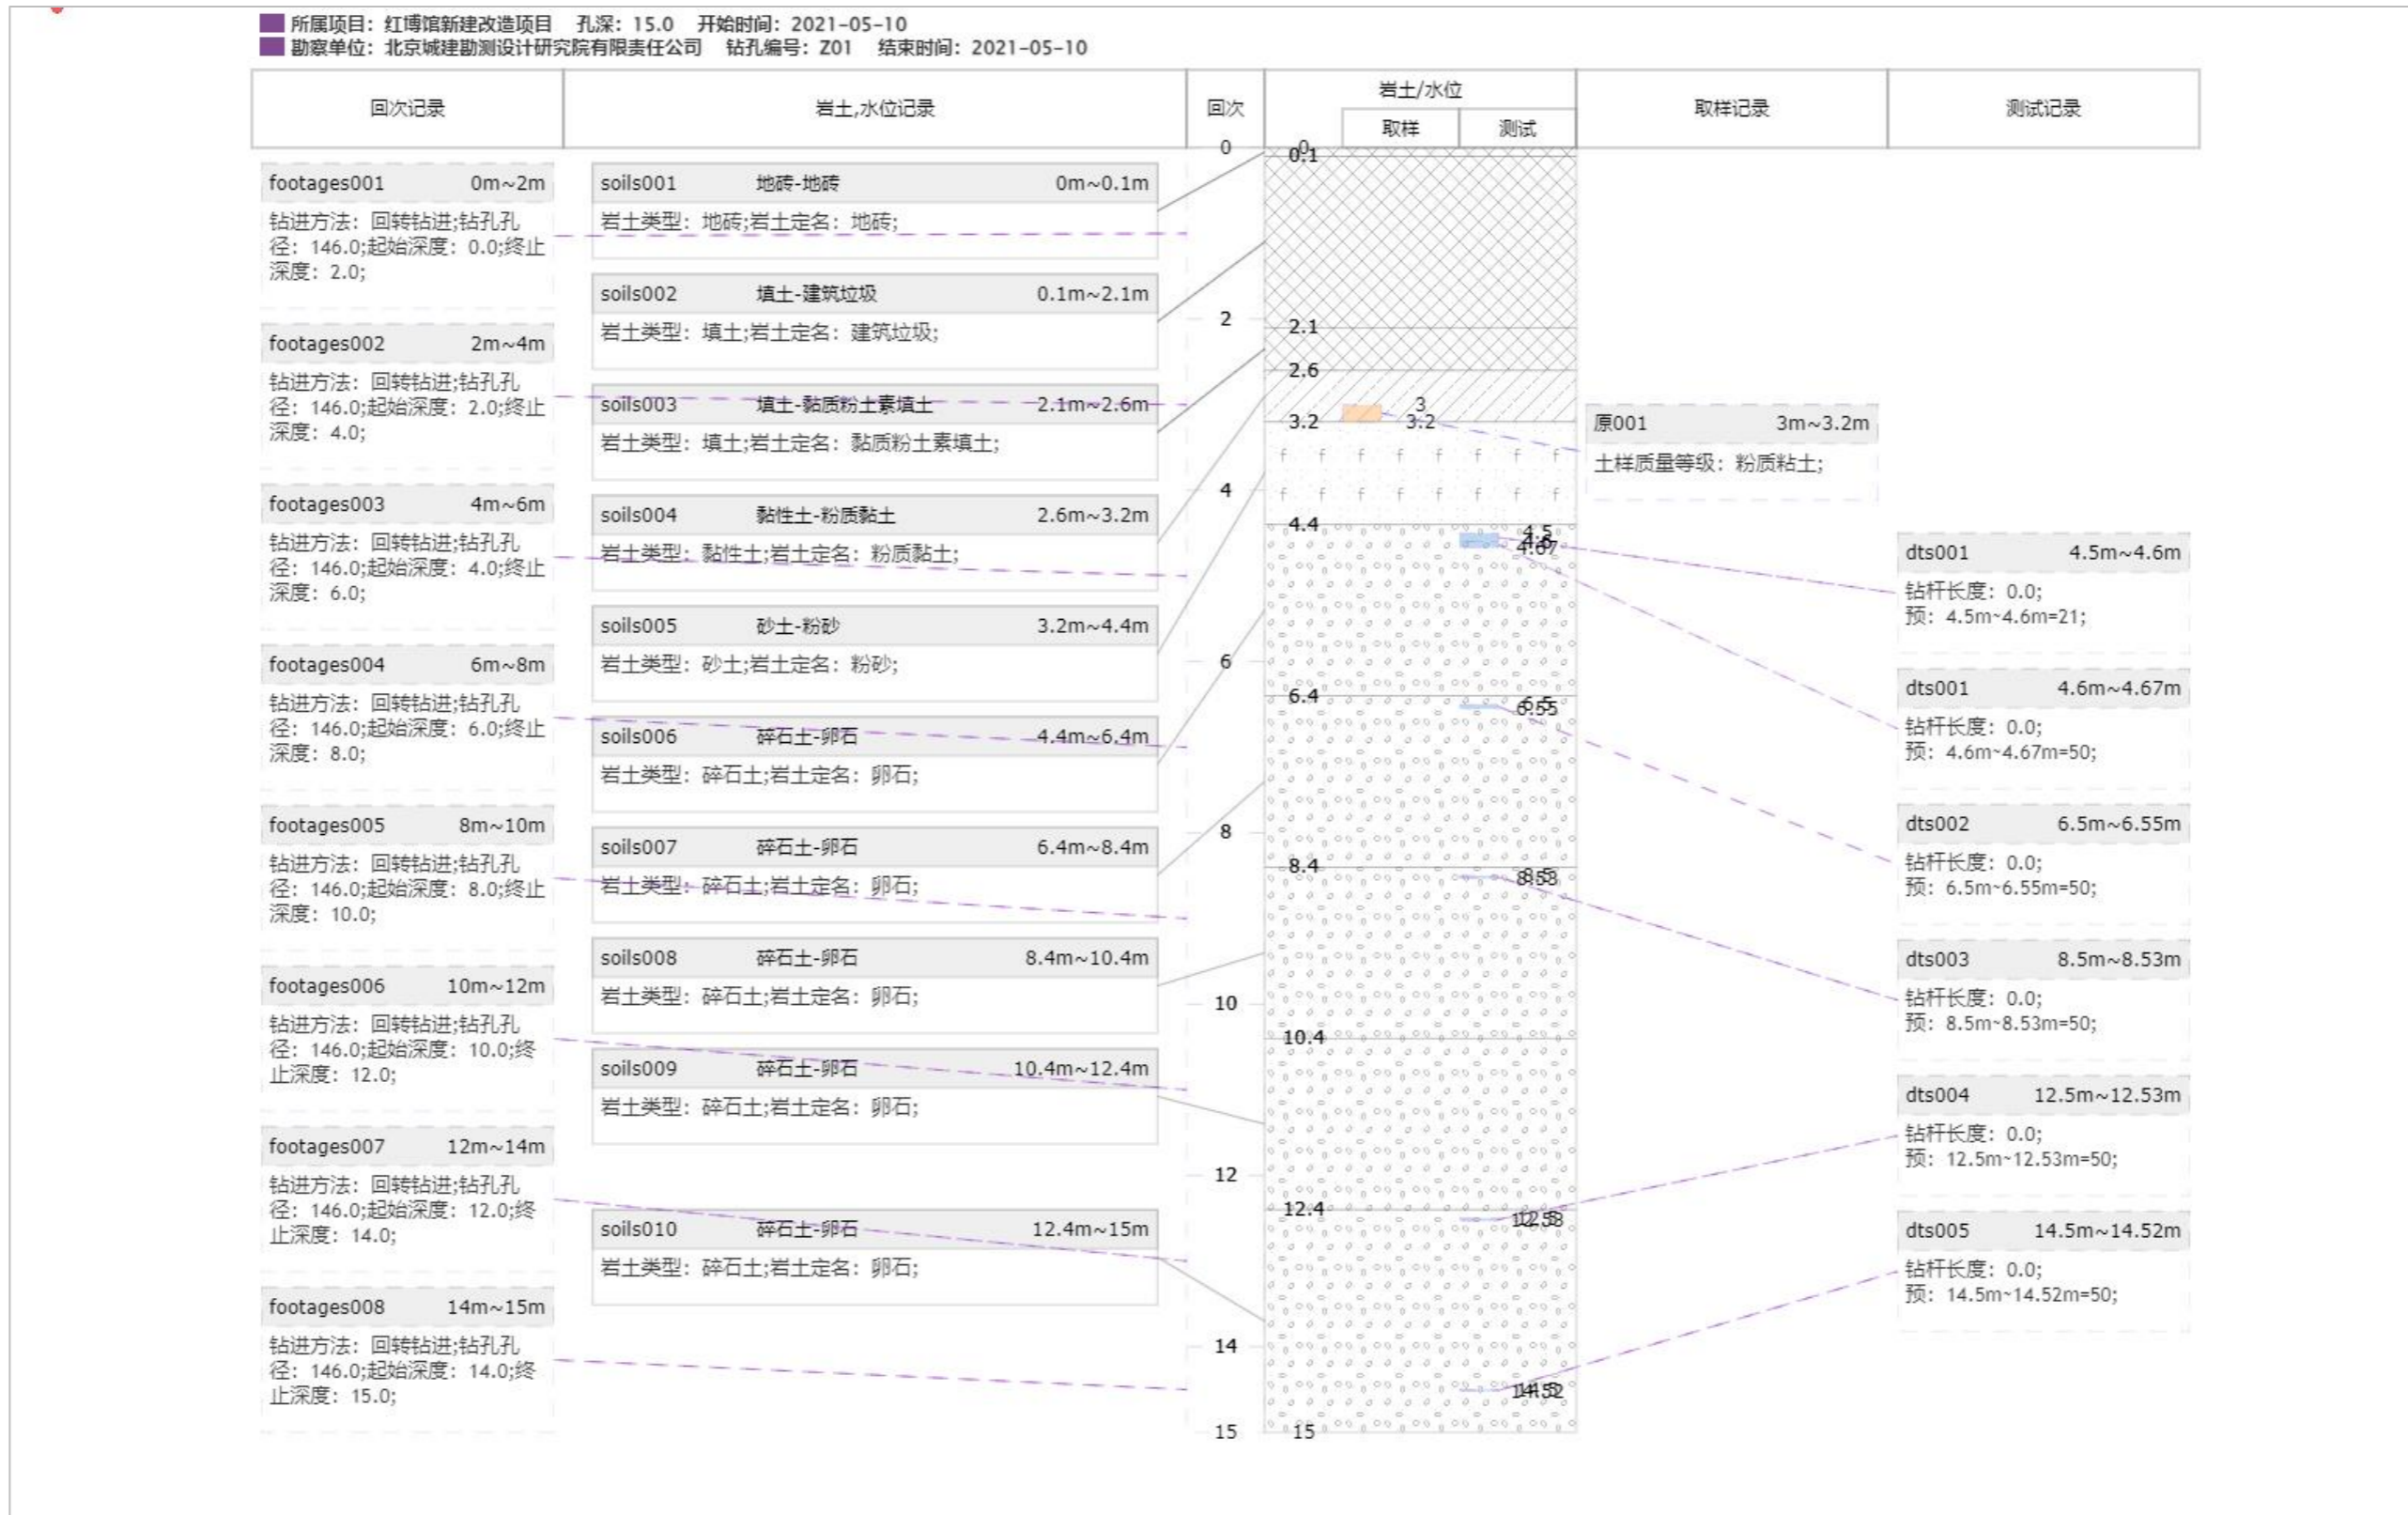 所属项目：红博馆新建改造项目 孔深：15.0 开始时间：2021-05-10
勘察单位：北京城建勘测设计研究院有限责任公司 钻孔编号：Z01 结束时间：2021-05-10
回次记录
岩土,水位记录
回次
岩土/水位
取样
测试
取样记录
测试记录
footages001 0m~2m
钻进方法：回转钻进;钻孔孔
径：146.0;起始深度：0.0;终止
深度：2.0;
footages002 2m~4m
钻进方法：回转钻进;钻孔孔
径：146.0;起始深度：2.0;终止
深度：4.0;
footages003 4m~6m
钻进方法：回转钻进;钻孔孔
径：146.0;起始深度：4.0;终止
深度：6.0;
footages004 6m~8m
钻进方法：回转钻进;钻孔孔
径：146.0;起始深度：6.0;终止
深度：8.0;
footages005 8m~10m
钻进方法：回转钻进;钻孔孔
径：146.0;起始深度：8.0;终止
深度：10.0;
footages006 10m~12m
钻进方法：回转钻进;钻孔孔
径：146.0;起始深度：10.0;终
止深度：12.0;
footages007 12m~14m
钻进方法：回转钻进;钻孔孔
径：146.0;起始深度：12.0;终
止深度：14.0;
footages008 14m~15m
钻进方法：回转钻进;钻孔孔
径：146.0;起始深度：14.0;终
止深度：15.0;
soils001 地砖-地砖 0m~0.1m
岩土类型：地砖;岩土定名：地砖;
soils002 填土-建筑垃圾 0.1m~2.1m
岩土类型：填土;岩土定名：建筑垃圾;
soils003 填土-黏质粉土素填土 2.1m~2.6m
岩土类型：填土;岩土定名：黏质粉土素填土;
soils004 黏性土-粉质黏土 2.6m~3.2m
岩土类型：黏性土;岩土定名：粉质黏土;
soils005 砂土-粉砂 3.2m~4.4m
岩土类型：砂土;岩土定名：粉砂;
soils006 碎石土-卵石 4.4m~6.4m
岩土类型：碎石土;岩土定名：卵石;
soils007 碎石土-卵石 6.4m~8.4m
岩土类型：碎石土;岩土定名：卵石;
soils008 碎石土-卵石 8.4m~10.4m
岩土类型：碎石土;岩土定名：卵石;
soils009 碎石土-卵石 10.4m~12.4m
岩土类型：碎石土;岩土定名：卵石;
soils010 碎石土-卵石 12.4m~15m
岩土类型：碎石土;岩土定名：卵石;
0
2
4
6
8
10
12
14
15
0
0.1
2.1
2.6
3.2
4.4
6.4
8.4
10.4
12.4
15
3
3.2
f f f f f f f f
f f f f f f f f
4.5
4.6
4.67
6.5
6.55
8.5
8.53
12.5
12.53
14.5
14.52
原001 3m~3.2m
土样质量等级：粉质粘土;
dts001 4.5m~4.6m
钻杆长度：0.0;
预：4.5m~4.6m=21;
dts001 4.6m~4.67m
钻杆长度：0.0;
预：4.6m~4.67m=50;
dts002 6.5m~6.55m
钻杆长度：0.0;
预：6.5m~6.55m=50;
dts003 8.5m~8.53m
钻杆长度：0.0;
预：8.5m~8.53m=50;
dts004 12.5m~12.53m
钻杆长度：0.0;
预：12.5m~12.53m=50;
dts005 14.5m~14.52m
钻杆长度：0.0;
预：14.5m~14.52m=50;